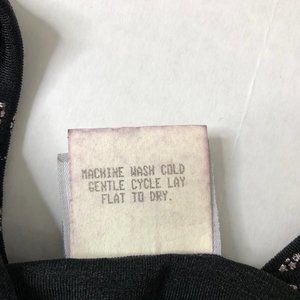 MACHINE WASH COLD
GENTLE CYCLE LAY
FLAT TO DRY.